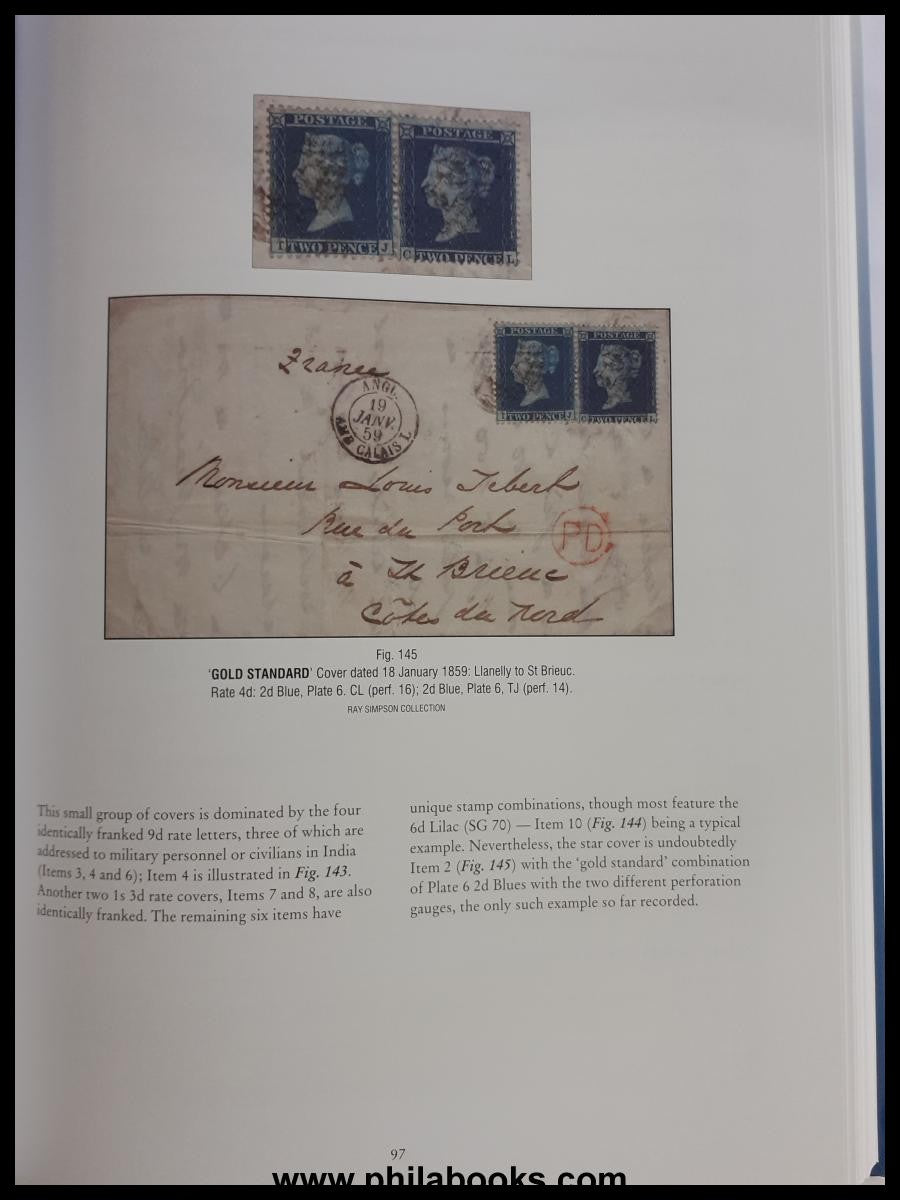 POSTAGE POSTAGE
T TWO PENCE J C TWO PENCE L
POSTAGE POSTAGE
TWO PENCE J C TWO PENCE L
France
ANGL.
19
JANV.
59
AMB CALAIS
Monsieur Louis Tebert
Rue du Port
PD
à St Brieuc
Côtes du Nord
Fig. 145
'GOLD STANDARD' Cover dated 18 January 1859: Llanelly to St Brieuc.
Rate 4d: 2d Blue, Plate 6. CL (perf. 16); 2d Blue, Plate 6, TJ (perf. 14).
RAY SIMPSON COLLECTION
This small group of covers is dominated by the four
identically franked 9d rate letters, three of which are
addressed to military personnel or civilians in India
(Items 3, 4 and 6); Item 4 is illustrated in Fig. 143.
Another two 1s 3d rate covers, Items 7 and 8, are also
identically franked. The remaining six items have
unique stamp combinations, though most feature the
6d Lilac (SG 70) — Item 10 (Fig. 144) being a typical
example. Nevertheless, the star cover is undoubtedly
Item 2 (Fig. 145) with the 'gold standard' combination
of Plate 6 2d Blues with the two different perforation
gauges, the only such example so far recorded.
97
www.philabooks.com